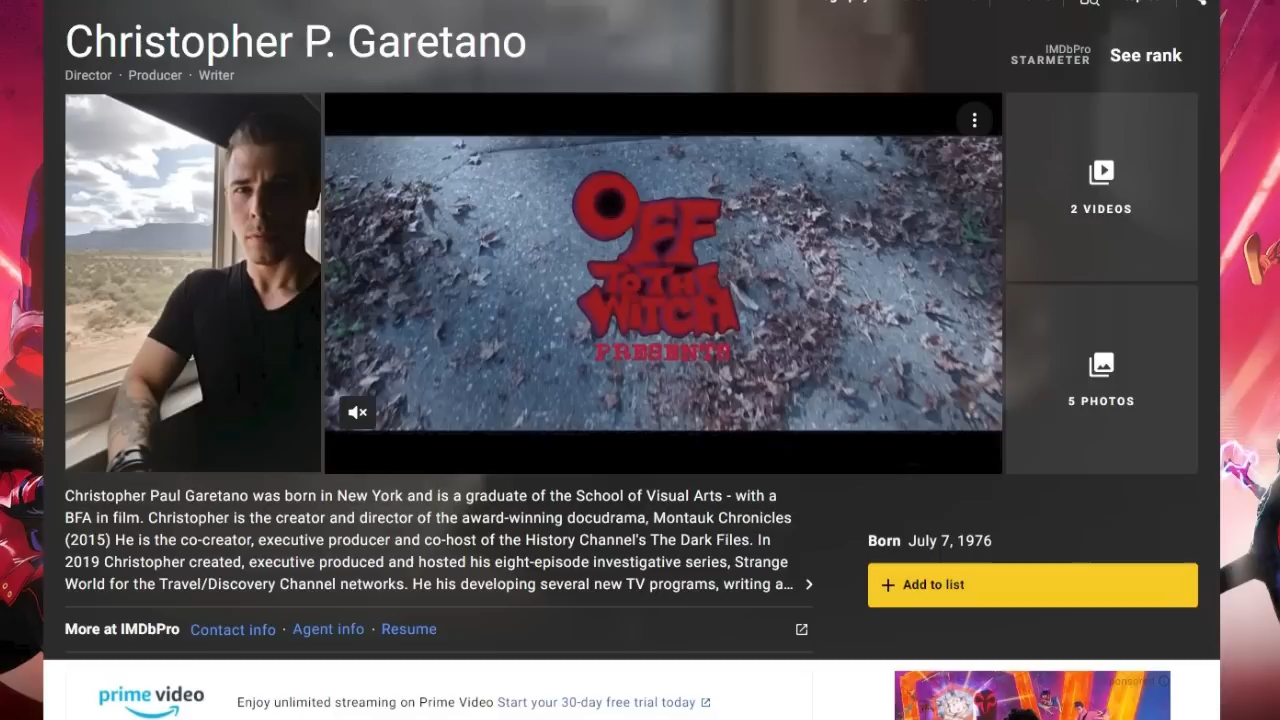 Christopher P. Garetano
Director · Producer · Writer
IMDbPro
STARMETER
See rank
OFF
TO THE
WITCH
PRESENTS
2 VIDEOS
5 PHOTOS
Christopher Paul Garetano was born in New York and is a graduate of the School of Visual Arts - with a
BFA in film. Christopher is the creator and director of the award-winning docudrama, Montauk Chronicles
(2015) He is the co-creator, executive producer and co-host of the History Channel's The Dark Files. In
2019 Christopher created, executive produced and hosted his eight-episode investigative series, Strange
World for the Travel/Discovery Channel networks. He his developing several new TV programs, writing a...
Born July 7, 1976
+ Add to list
More at IMDbPro Contact info · Agent info · Resume
prime video
Enjoy unlimited streaming on Prime Video Start your 30-day free trial today